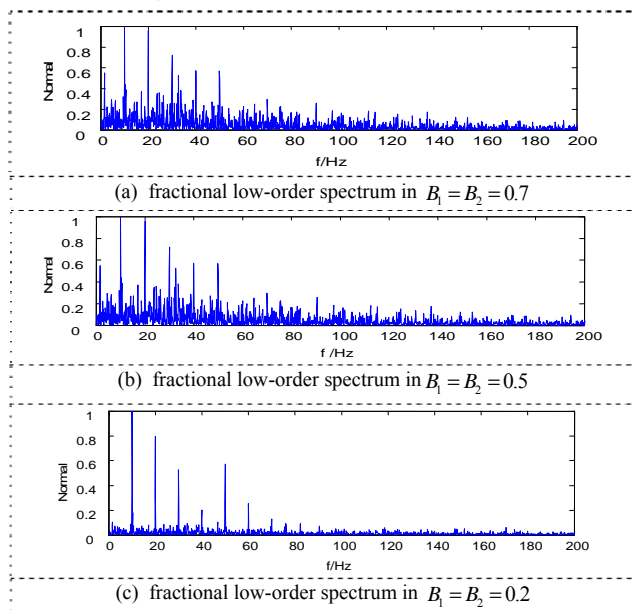 1
0.8
0.6
0.4
0.2
0
Normal
0 20 40 60 80 100 120 140 160 180 200
f/Hz
(a) fractional low-order spectrum in B₁ = B₂ = 0.7
1
0.8
0.6
0.4
0.2
0
Normal
0 20 40 60 80 100 120 140 160 180 200
f /Hz
(b) fractional low-order spectrum in B₁ = B₂ = 0.5
1
0.8
0.6
0.4
0.2
0
Normal
0 20 40 60 80 100 120 140 160 180 200
f/Hz
(c) fractional low-order spectrum in B₁ = B₂ = 0.2